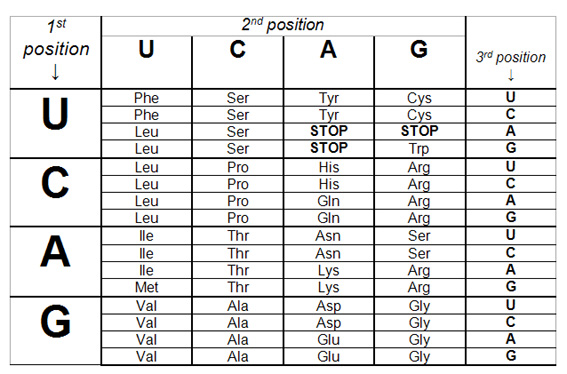 1st position ↓ 2nd position 3rd position ↓
U C A G
U Phe Ser Tyr Cys U
Phe Ser Tyr Cys C
Leu Ser STOP STOP A
Leu Ser STOP Trp G
C Leu Pro His Arg U
Leu Pro His Arg C
Leu Pro Gln Arg A
Leu Pro Gln Arg G
A Ile Thr Asn Ser U
Ile Thr Asn Ser C
Ile Thr Lys Arg A
Met Thr Lys Arg G
G Val Ala Asp Gly U
Val Ala Asp Gly C
Val Ala Glu Gly A
Val Ala Glu Gly G